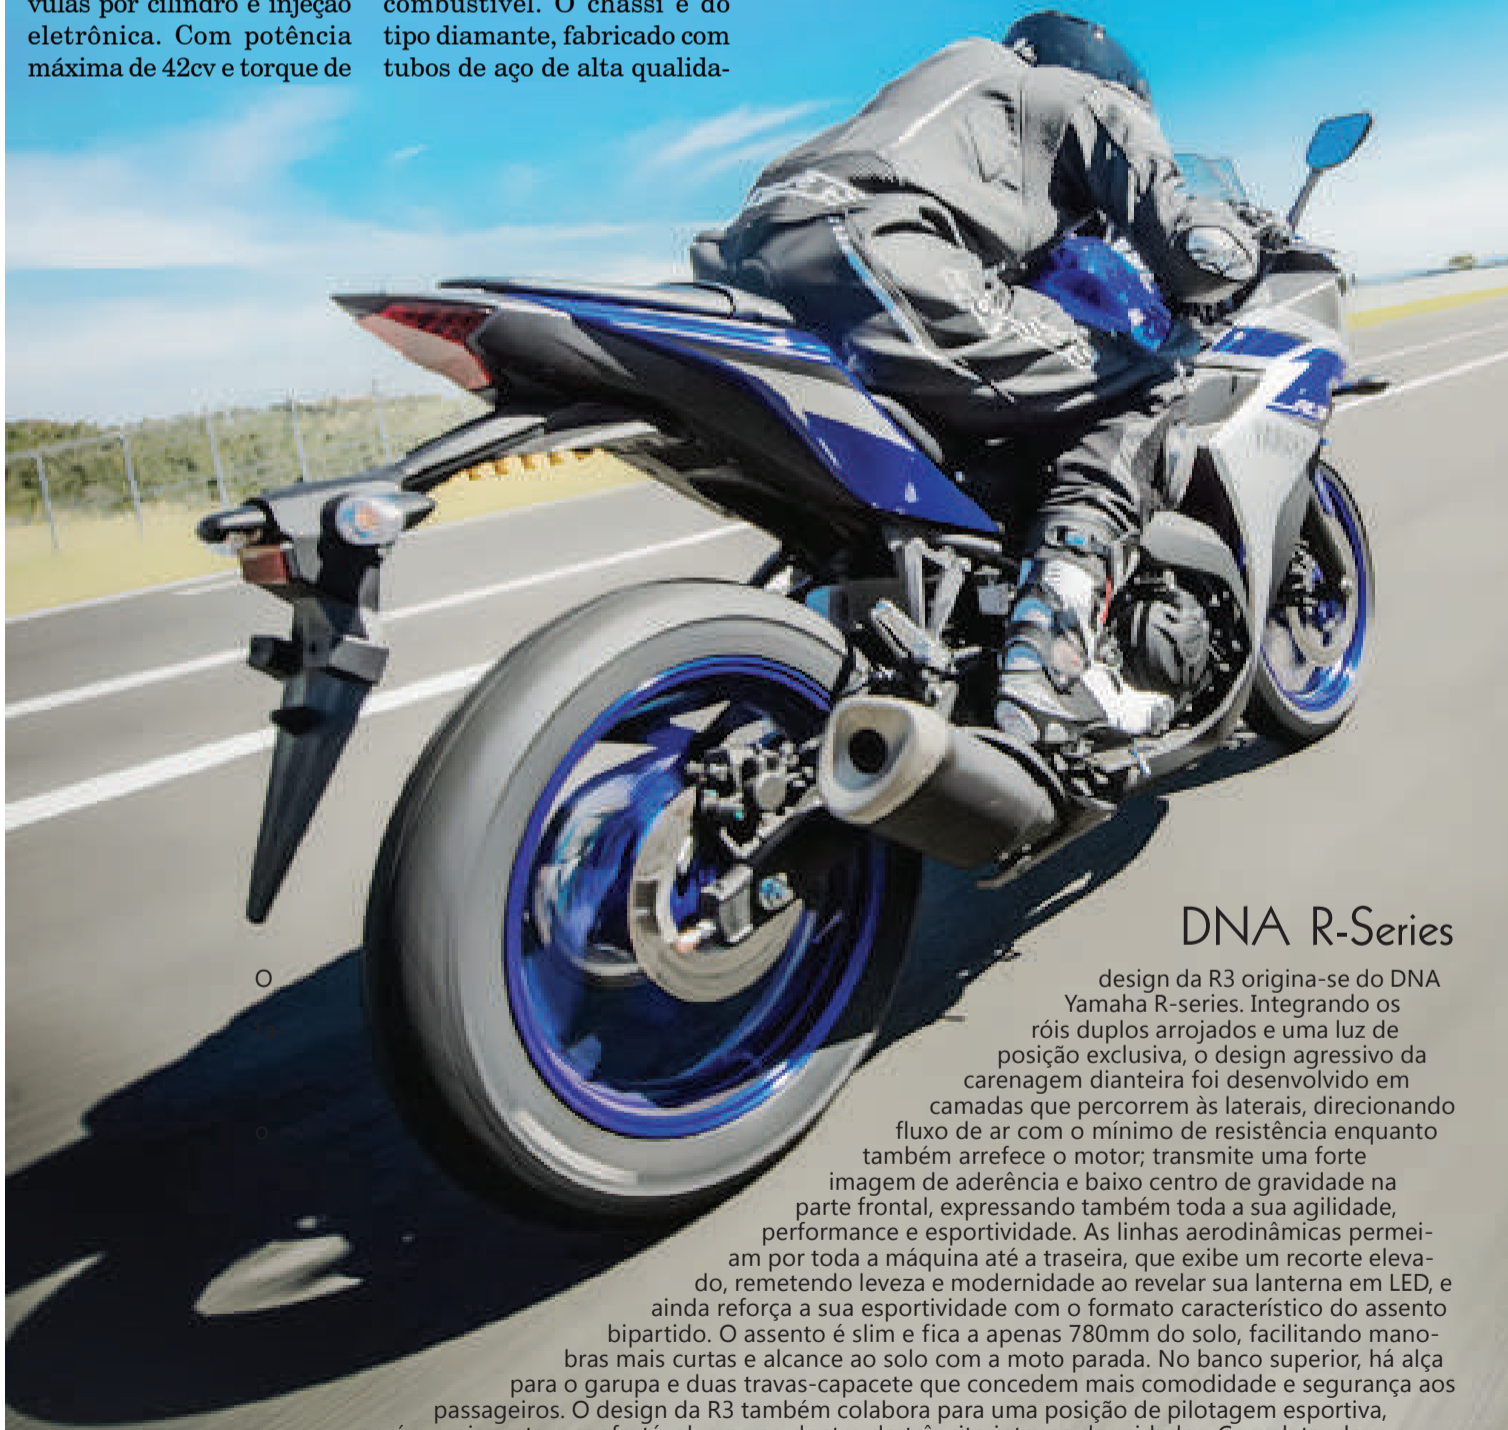 vulas por cilindro e injeção
eletrônica. Com potência
máxima de 42cv e torque de
combustível. O chassi é do
tipo diamante, fabricado com
tubos de aço de alta qualida-
DNA R-Series
O
design da R3 origina-se do DNA
Yamaha R-series. Integrando os
róis duplos arrojados e uma luz de
posição exclusiva, o design agressivo da
carenagem dianteira foi desenvolvido em
camadas que percorrem às laterais, direcionando
o
fluxo de ar com o mínimo de resistência enquanto
também arrefece o motor; transmite uma forte
imagem de aderência e baixo centro de gravidade na
parte frontal, expressando também toda a sua agilidade,
performance e esportividade. As linhas aerodinâmicas permei-
am por toda a máquina até a traseira, que exibe um recorte eleva-
do, remetendo leveza e modernidade ao revelar sua lanterna em LED, e
ainda reforça a sua esportividade com o formato característico do assento
bipartido. O assento é slim e fica a apenas 780mm do solo, facilitando mano-
bras mais curtas e alcance ao solo com a moto parada. No banco superior, há alça
para o garupa e duas travas-capacete que concedem mais comodidade e segurança aos
passageiros. O design da R3 também colabora para uma posição de pilotagem esportiva,